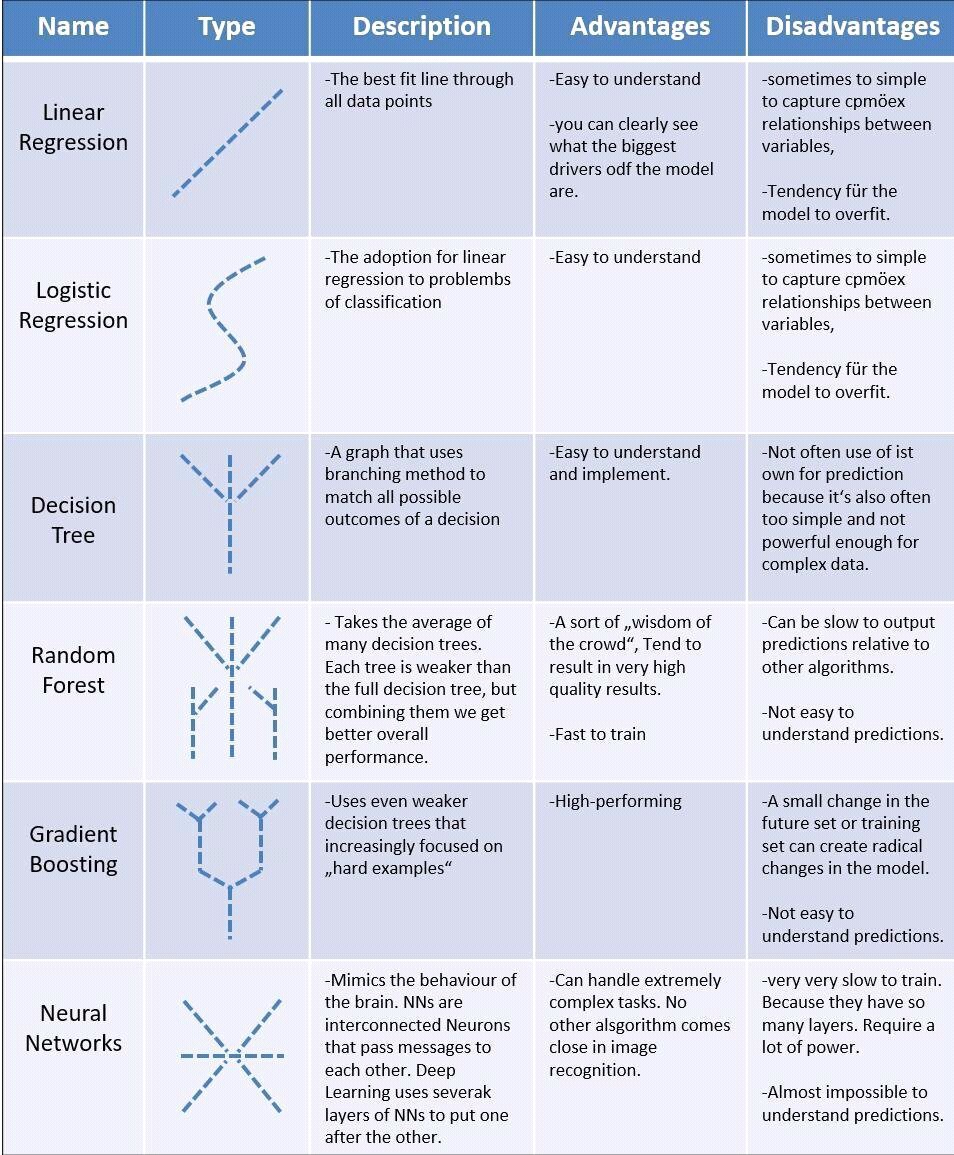 Name Type Description Advantages Disadvantages
Linear
Regression
-The best fit line through
all data points
-Easy to understand
-you can clearly see
what the biggest
drivers odf the model
are.
-sometimes to simple
to capture cpmöex
relationships between
variables,
-Tendency für the
model to overfit.
Logistic
Regression
-The adoption for linear
regression to problembs
of classification
-Easy to understand
-sometimes to simple
to capture cpmöex
relationships between
variables,
-Tendency für the
model to overfit.
Decision
Tree
-A graph that uses
branching method to
match all possible
outcomes of a decision
-Easy to understand
and implement.
-Not often use of ist
own for prediction
because it‘s also often
too simple and not
powerful enough for
complex data.
Random
Forest
- Takes the average of
many decision trees.
Each tree is weaker than
the full decision tree, but
combining them we get
better overall
performance.
-A sort of „wisdom of
the crowd“, Tend to
result in very high
quality results.
-Fast to train
-Can be slow to output
predictions relative to
other algorithms.
-Not easy to
understand predictions.
Gradient
Boosting
-Uses even weaker
decision trees that
increasingly focused on
„hard examples“
-High-performing
-A small change in the
future set or training
set can create radical
changes in the model.
-Not easy to
understand predictions.
Neural
Networks
-Mimics the behaviour of
the brain. NNs are
interconnected Neurons
that pass messages to
each other. Deep
Learning uses severak
layers of NNs to put one
after the other.
-Can handle extremely
complex tasks. No
other alsgorithm comes
close in image
recognition.
-very very slow to train.
Because they have so
many layers. Require a
lot of power.
-Almost impossible to
understand predictions.